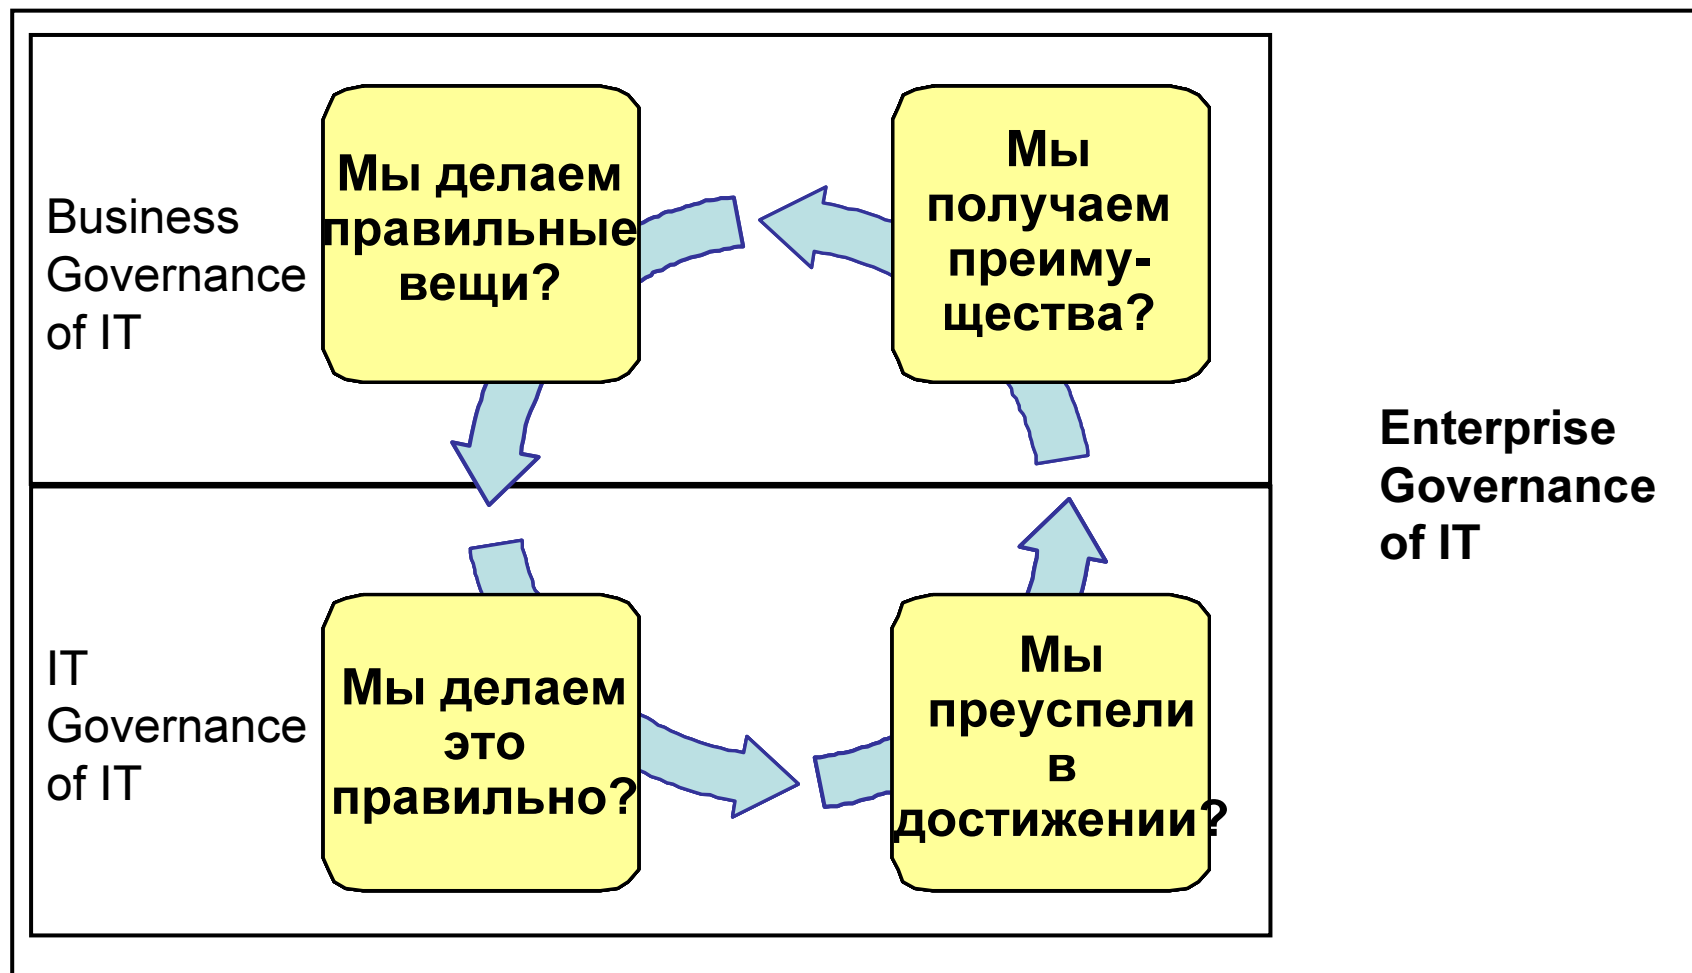 Business
Governance
of IT
Мы делаем
правильные
вещи?
Мы
получаем
преиму-
щества?
Enterprise
Governance
of IT
IT
Governance
of IT
Мы делаем
это
правильно?
Мы
преуспели
в
достижении?